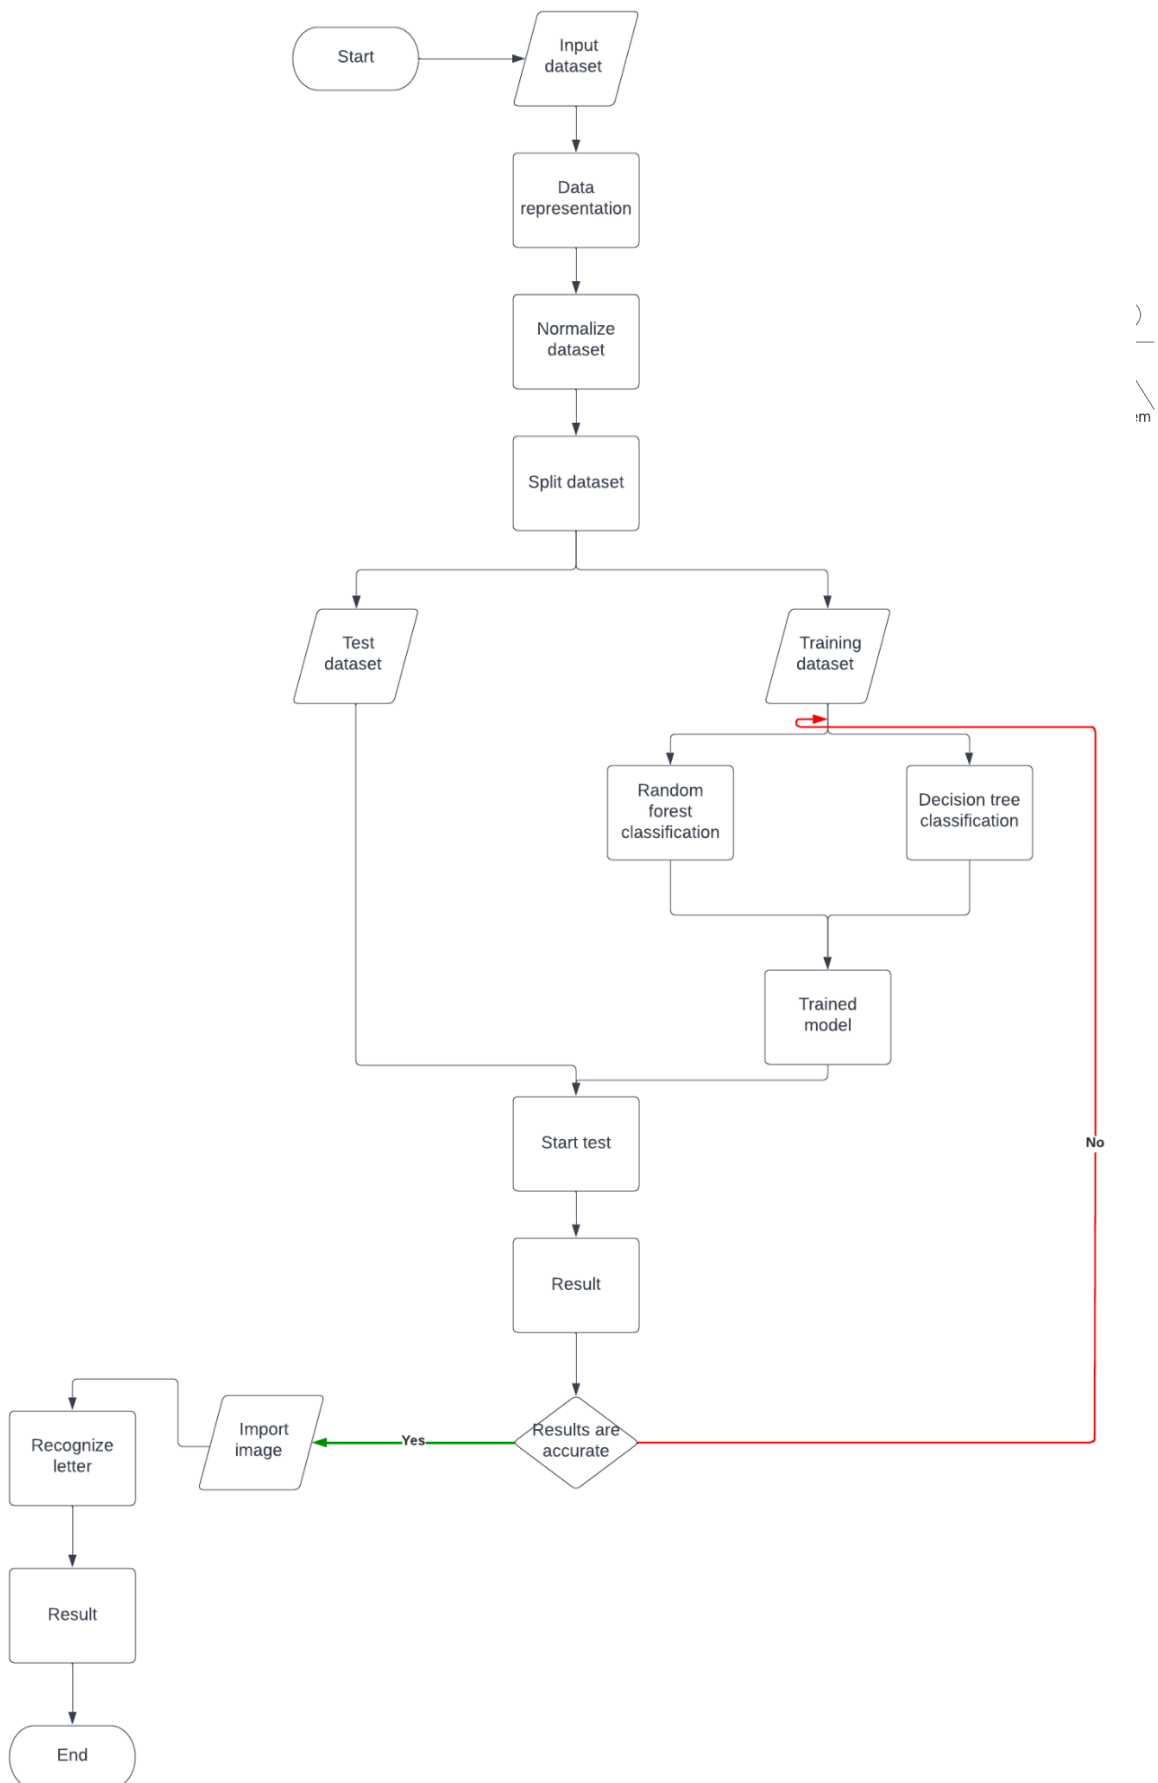 Start
Input
dataset
Data
representation
Normalize
dataset
Split dataset
Test
dataset
Training
dataset
Random
forest
classification
Decision tree
classification
Trained
model
Start test
No
Result
Results are
accurate
Yes
Import
image
Recognize
letter
Result
End